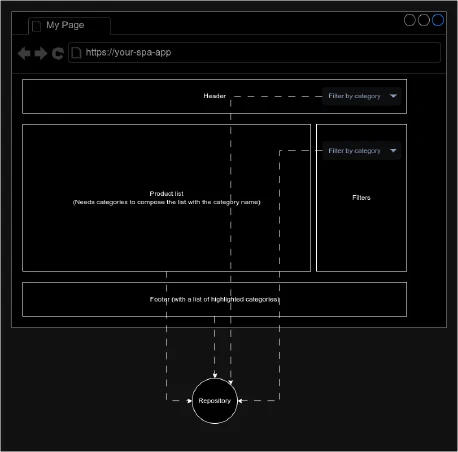 My Page
https://your-spa-app
Header
Filter by category
Filter by category
Product list
(Needs categories to compose the list with the category name)
Filters
Footer (with a list of highlighted categories)
Repository